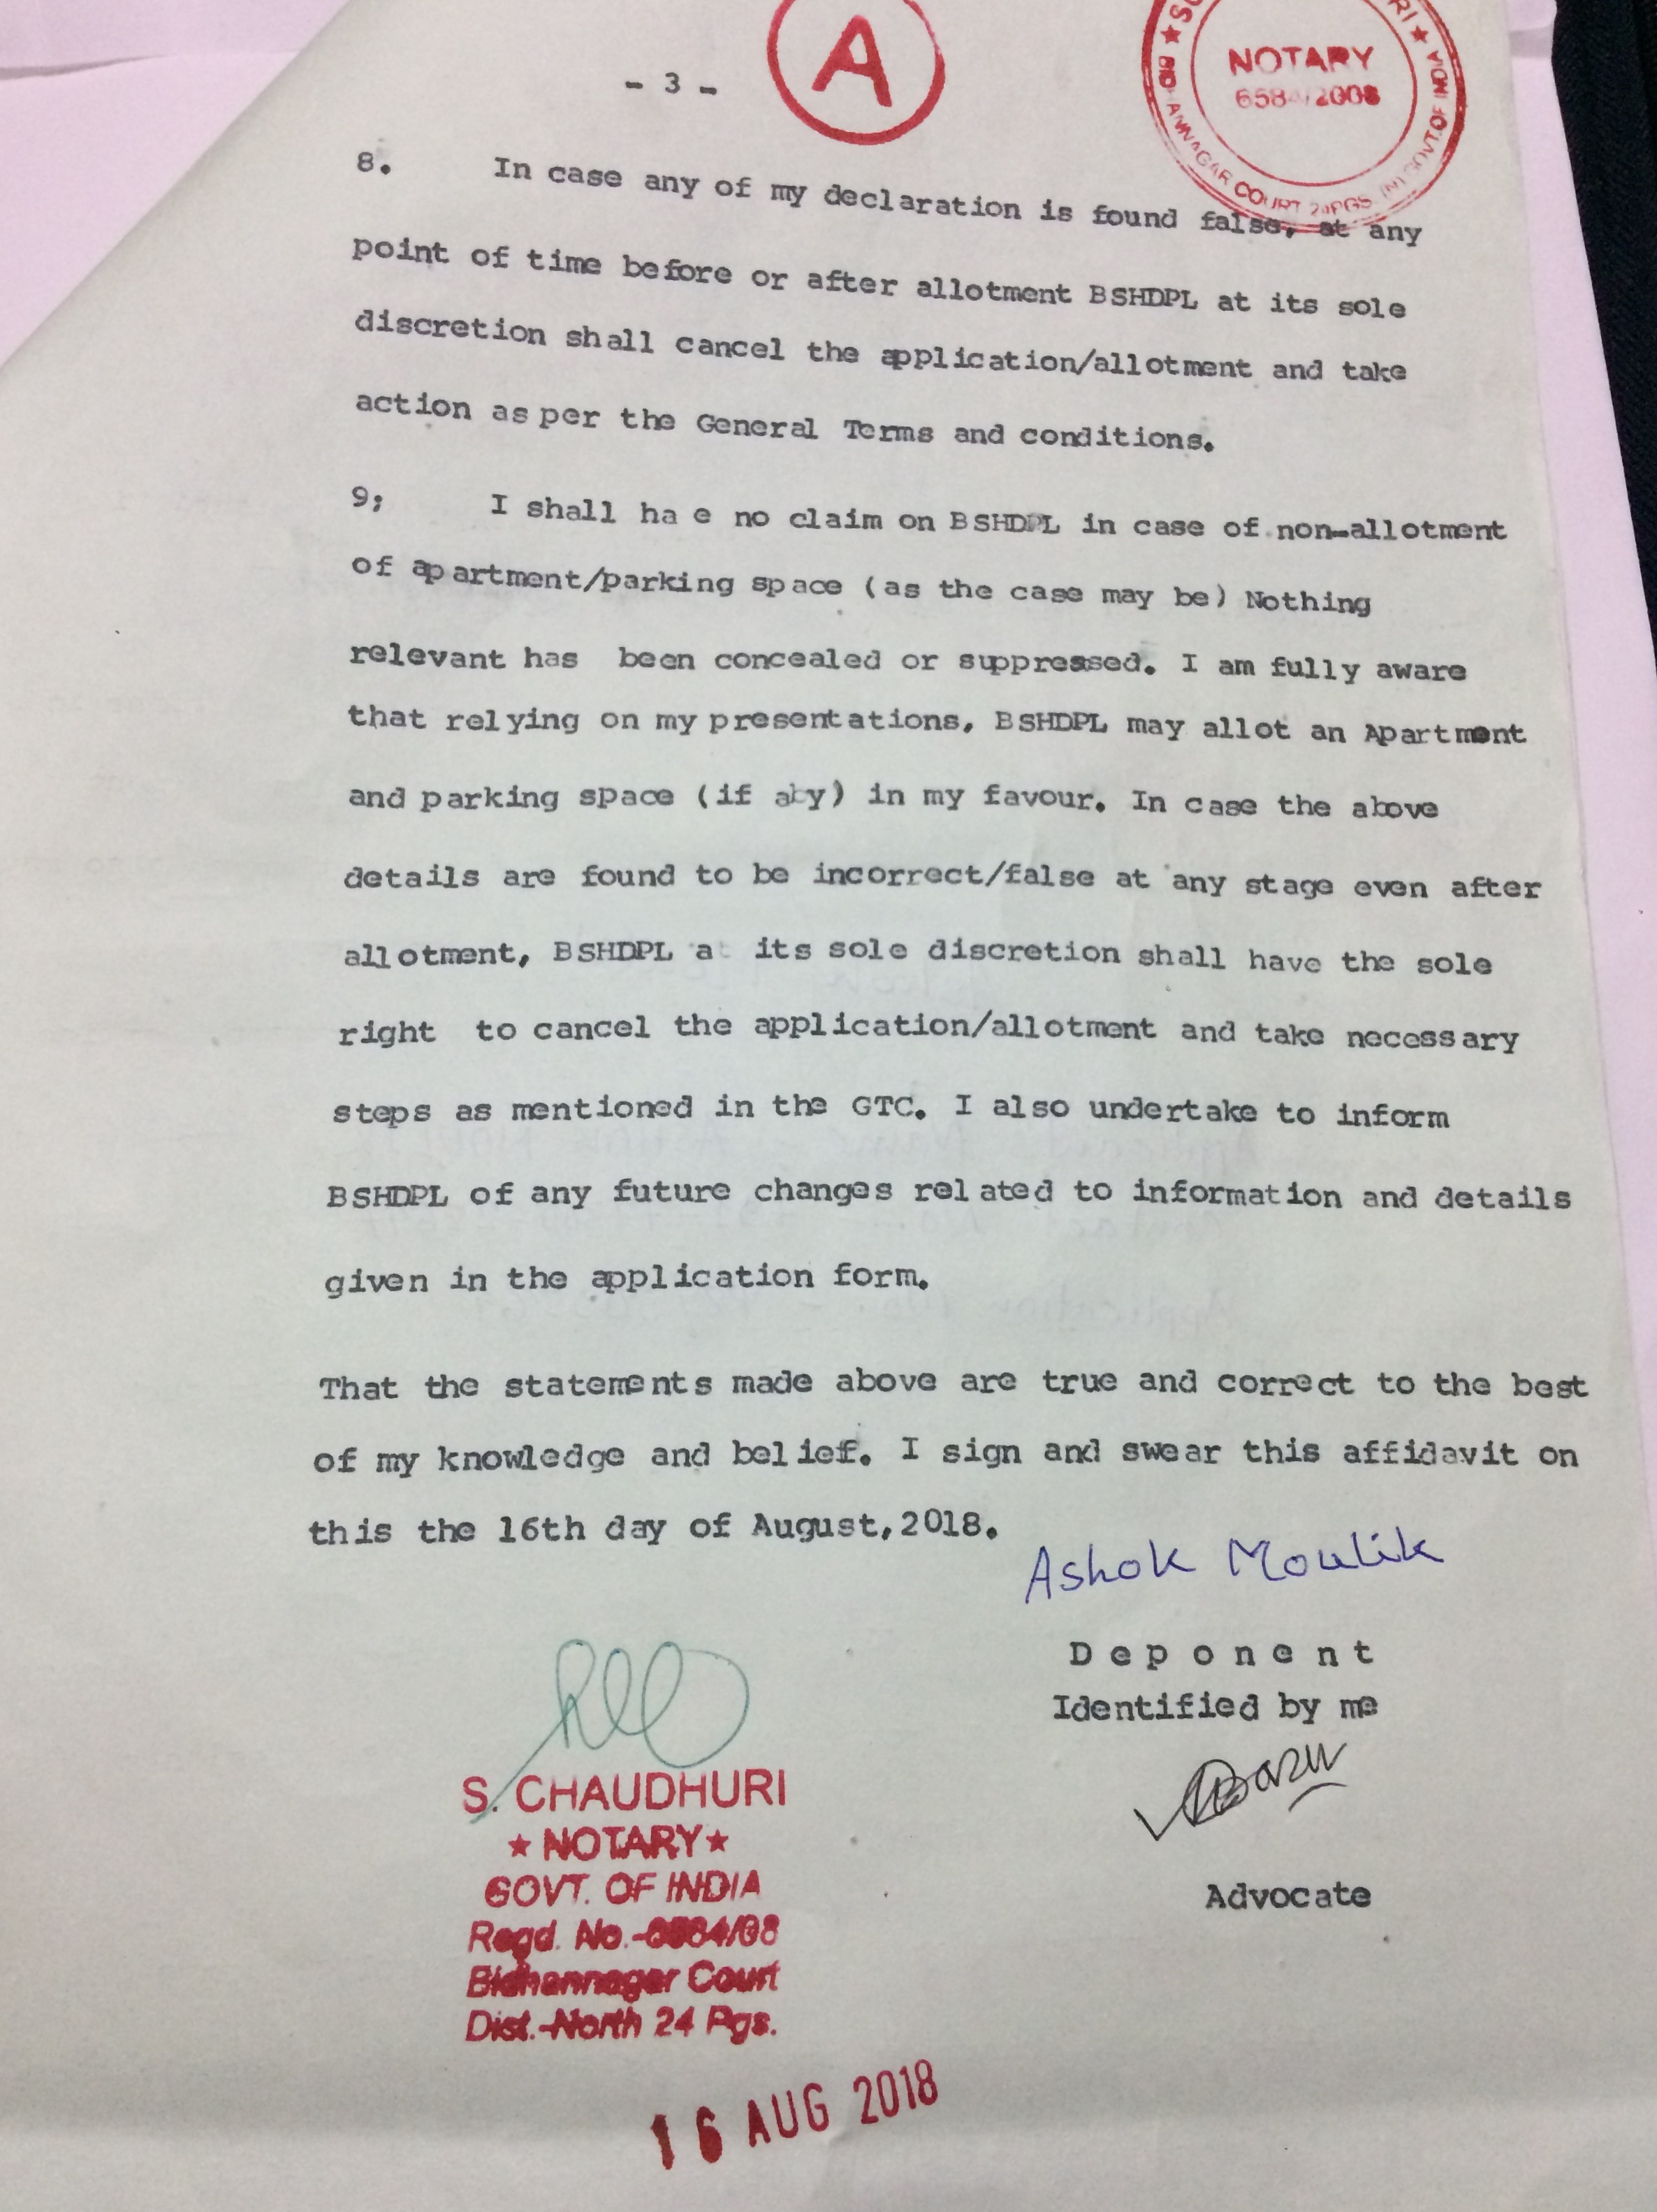 - 3 -
A
NOTARY
6584/2008
ANNAGAR COURT 24PGS. (N) GOVT.OF INDIA
8. In case any of my declaration is found false, at any
point of time before or after allotment BSHDPL at its sole
discretion shall cancel the application/allotment and take
action as per the General Terms and conditions.
9; I shall ha e no claim on BSHDPL in case of non-allotment
of apartment/parking space (as the case may be) Nothing
relevant has been concealed or suppressed. I am fully aware
that relying on my presentations, BSHDPL may allot an Apartment
and parking space (if aby) in my favour. In case the above
details are found to be incorrect/false at any stage even after
allotment, BSHDPL at its sole discretion shall have the sole
right to cancel the application/allotment and take necessary
steps as mentioned in the GTC. I also undertake to inform
BSHDPL of any future changes related to information and details
given in the application form.
That the statements made above are true and correct to the best
of my knowledge and belief. I sign and swear this affidavit on
this the 16th day of August, 2018.
Ashok Moulik
Deponent
Identified by me
Advocate
S. CHAUDHURI
★ NOTARY ★
GOVT. OF INDIA
Regd. No.-6584/08
Bidhannagar Court
Dist.-North 24 Pgs.
16 AUG 2018